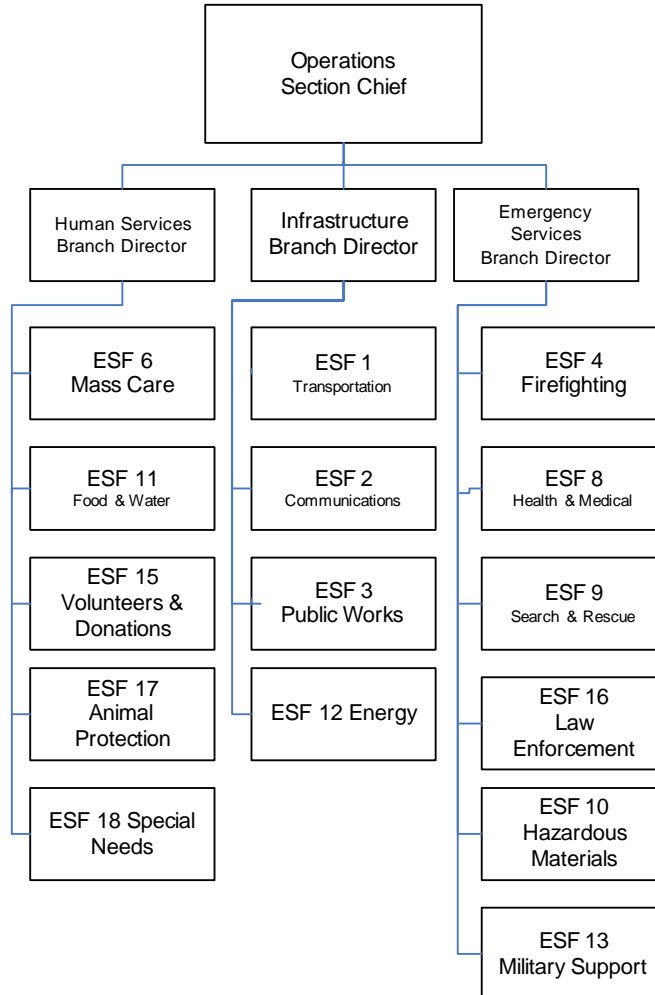 Operations
Section Chief
Human Services
Branch Director
Infrastructure
Branch Director
Emergency
Services
Branch Director
ESF 6
Mass Care
ESF 11
Food & Water
ESF 15
Volunteers &
Donations
ESF 17
Animal
Protection
ESF 18 Special
Needs
ESF 1
Transportation
ESF 2
Communications
ESF 3
Public Works
ESF 12 Energy
ESF 4
Firefighting
ESF 8
Health & Medical
ESF 9
Search & Rescue
ESF 16
Law
Enforcement
ESF 10
Hazardous
Materials
ESF 13
Military Support